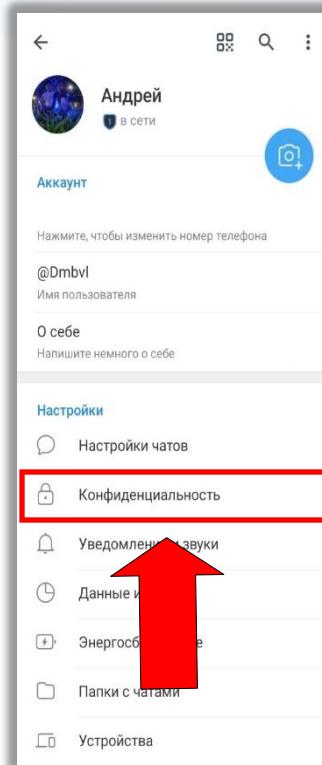 Андрей
1 в сети
Аккаунт
Нажмите, чтобы изменить номер телефона
@Dmbvl
Имя пользователя
О себе
Напишите немного о себе
Настройки
Настройки чатов
Конфиденциальность
Уведомления и звуки
Данные и
Папки с чатами
Устройства